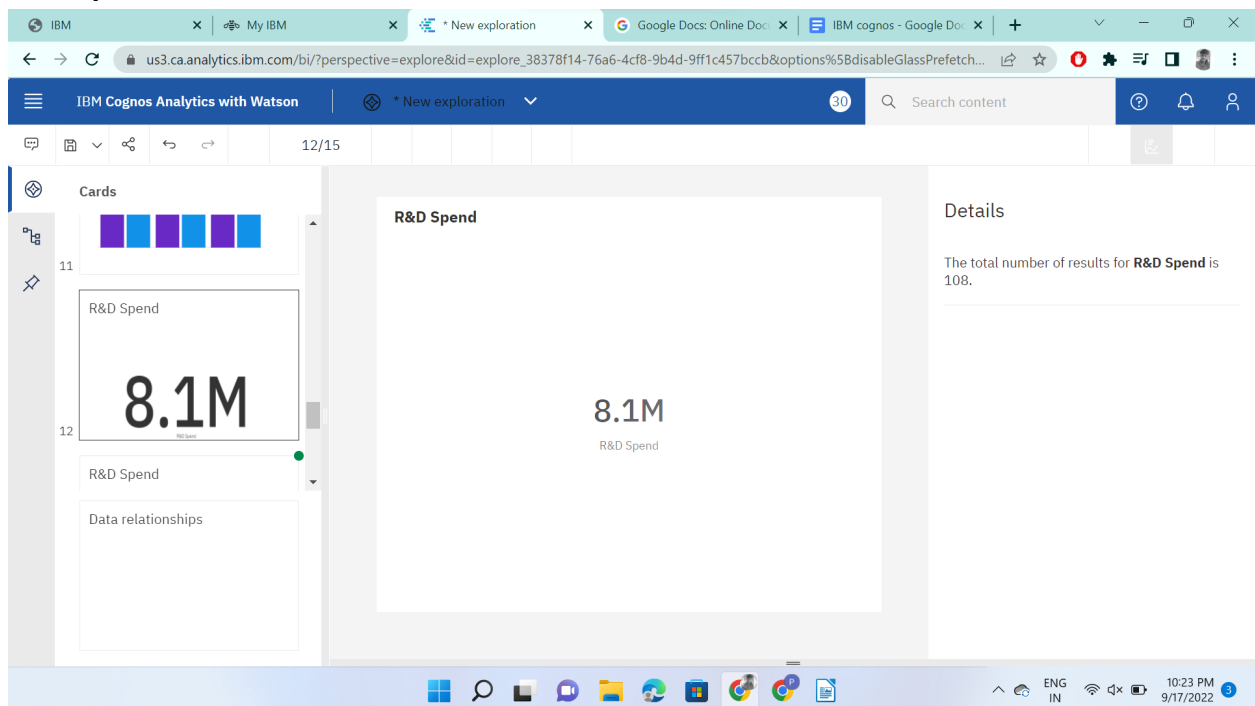 IBM
My IBM
* New exploration
Google Docs: Online Doc
IBM cognos - Google Doc
us3.ca.analytics.ibm.com/bi/?perspective=explore&id=explore_38378f14-76a6-4cf8-9b4d-9ff1c457bccb&options%5BdisableGlassPrefetch...
IBM Cognos Analytics with Watson
* New exploration
30
Search content
12/15
Cards
11
R&D Spend
8.1M
R&D Spend
12
R&D Spend
Data relationships
R&D Spend
8.1M
R&D Spend
Details
The total number of results for R&D Spend is
108.
ENG
IN
10:23 PM
9/17/2022
3